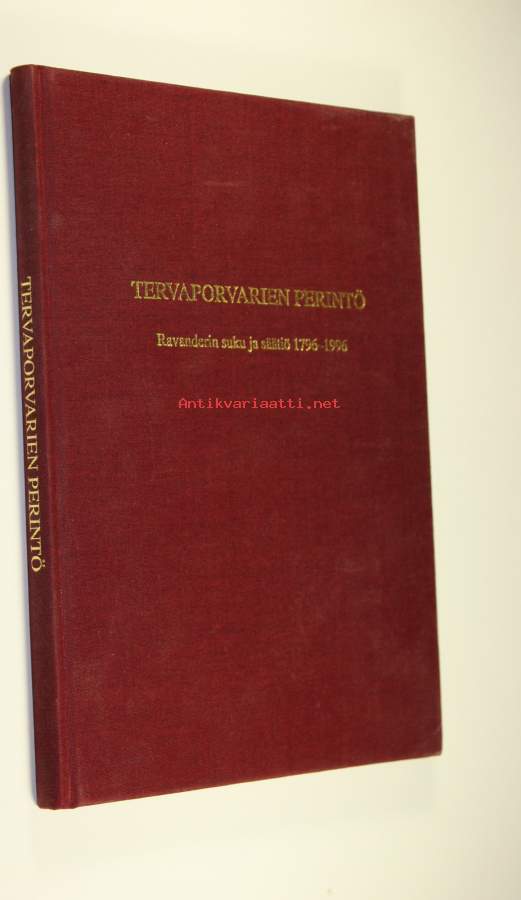 TERVAPORVARIEN PERINTÖ
Ravanderin suku ja säätiö 1796-1996
Antikvariaatti.net
TERVAPORVARIEN PERINTÖ